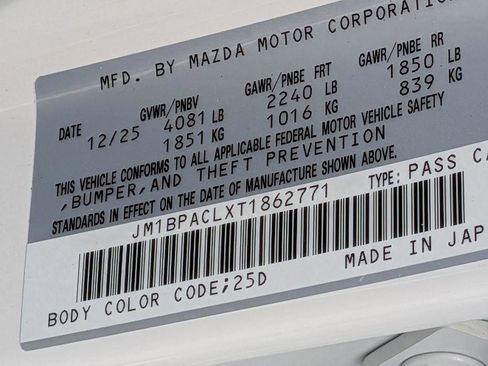 MFD. BY MAZDA MOTOR CORPORATION
DATE GVWR/PNBV GAWR/PNBE FRT GAWR/PNBE RR
12/25 4081 LB 2240 LB 1850 LB
1851 KG 1016 KG 839 KG
THIS VEHICLE CONFORMS TO ALL APPLICABLE FEDERAL MOTOR VEHICLE SAFETY
,BUMPER,AND THEFT PREVENTION
STANDARDS IN EFFECT ON THE DATE OF MANUFACTURE SHOWN ABOVE.
JM1BPACLXT1862771 TYPE: PASS CA
MADE IN JAP
BODY COLOR CODE;25D